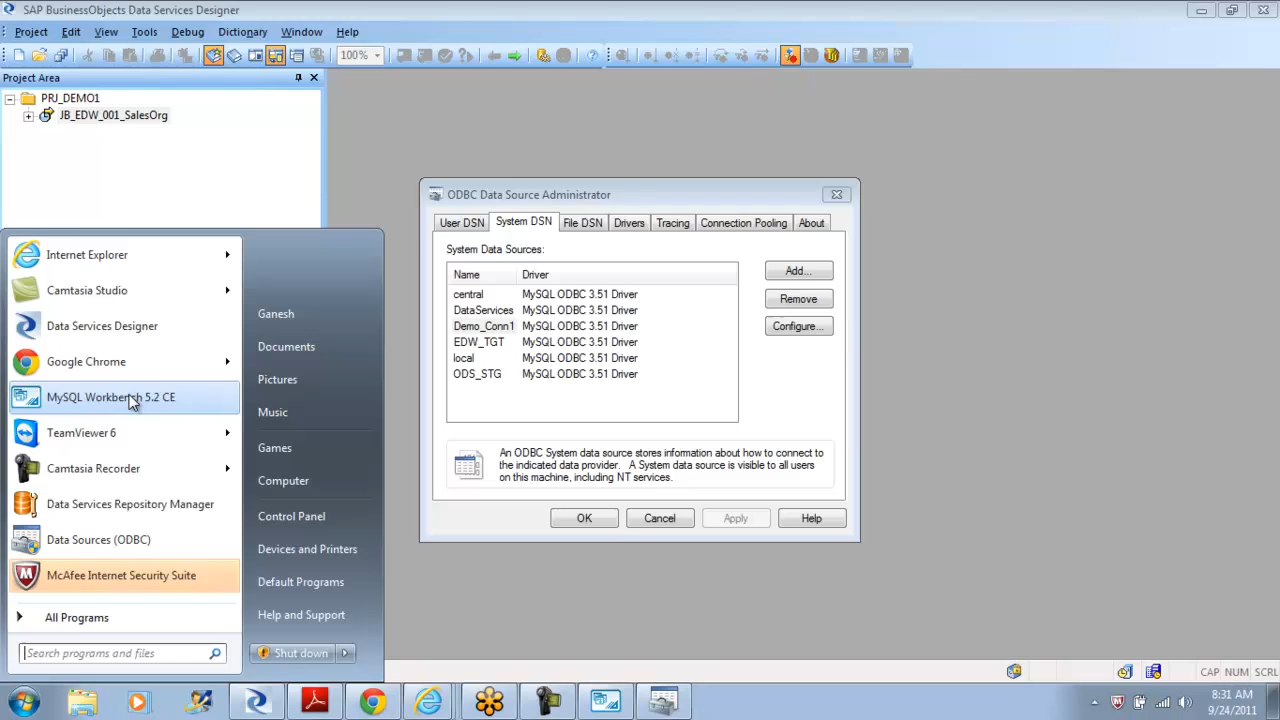 SAP BusinessObjects Data Services Designer
Project Edit View Tools Debug Dictionary Window Help
100%
Project Area
PRJ_DEMO1
JB_EDW_001_SalesOrg
ODBC Data Source Administrator
User DSN System DSN File DSN Drivers Tracing Connection Pooling About
System Data Sources:
Name Driver
central MySQL ODBC 3.51 Driver
DataServices MySQL ODBC 3.51 Driver
Demo_Conn1 MySQL ODBC 3.51 Driver
EDW_TGT MySQL ODBC 3.51 Driver
local MySQL ODBC 3.51 Driver
ODS_STG MySQL ODBC 3.51 Driver
Add...
Remove
Configure...
An ODBC System data source stores information about how to connect to
the indicated data provider. A System data source is visible to all users
on this machine, including NT services.
OK Cancel Apply Help
Internet Explorer
Camtasia Studio
Data Services Designer
Google Chrome
MySQL Workbench 5.2 CE
TeamViewer 6
Camtasia Recorder
Data Services Repository Manager
Data Sources (ODBC)
McAfee Internet Security Suite
All Programs
Search programs and files
Ganesh
Documents
Pictures
Music
Games
Computer
Control Panel
Devices and Printers
Default Programs
Help and Support
Shut down
CAP NUM SCRL
8:31 AM
9/24/2011